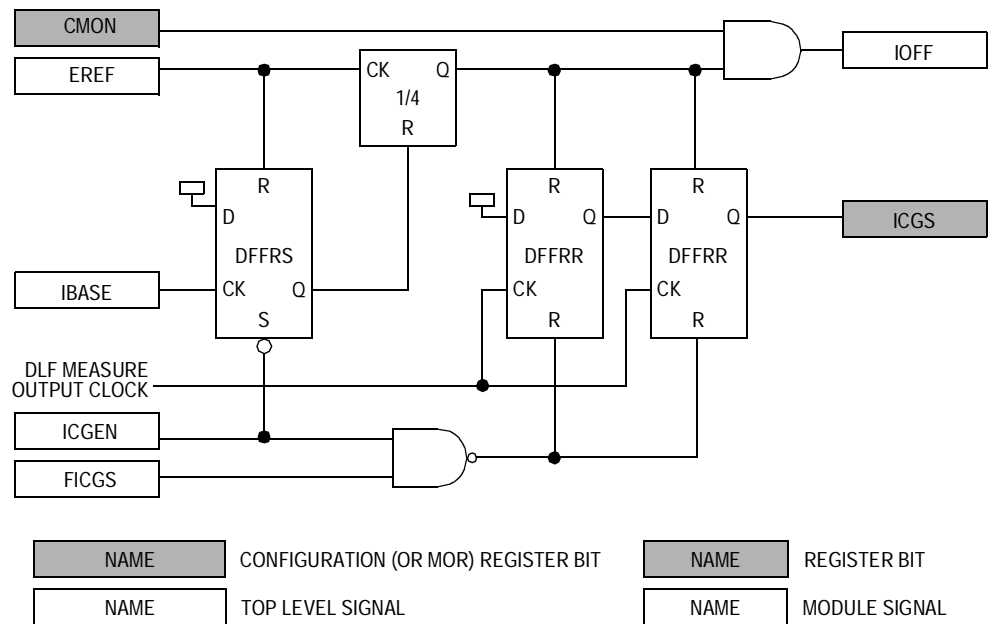 CMON
IOFF
EREF
CK Q
1/4
R
R
D
DFFRS
CK Q
S
R
D Q
DFFRR
CK
R
R
D Q
DFFRR
CK
R
ICGS
IBASE
DLF MEASURE
OUTPUT CLOCK
ICGEN
FICGS
NAME CONFIGURATION (OR MOR) REGISTER BIT
NAME REGISTER BIT
NAME TOP LEVEL SIGNAL
NAME MODULE SIGNAL